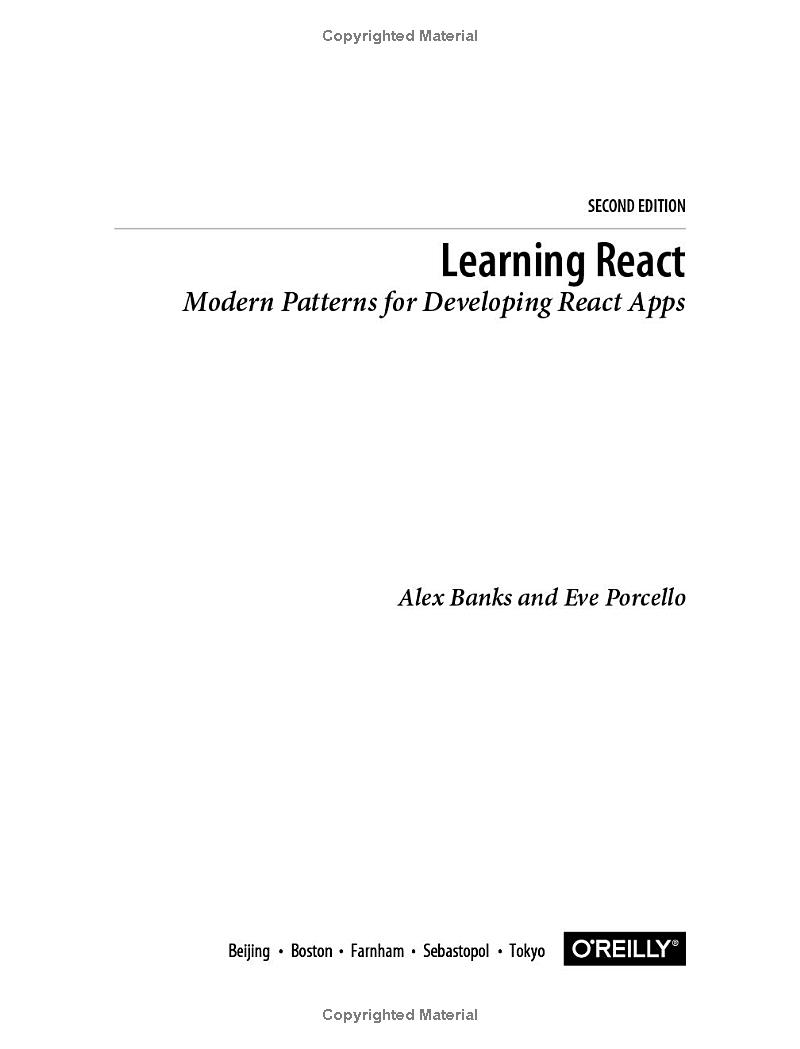 Copyrighted Material
SECOND EDITION
Learning React
Modern Patterns for Developing React Apps
Alex Banks and Eve Porcello
Beijing • Boston • Farnham • Sebastopol • Tokyo O'REILLY®
Copyrighted Material